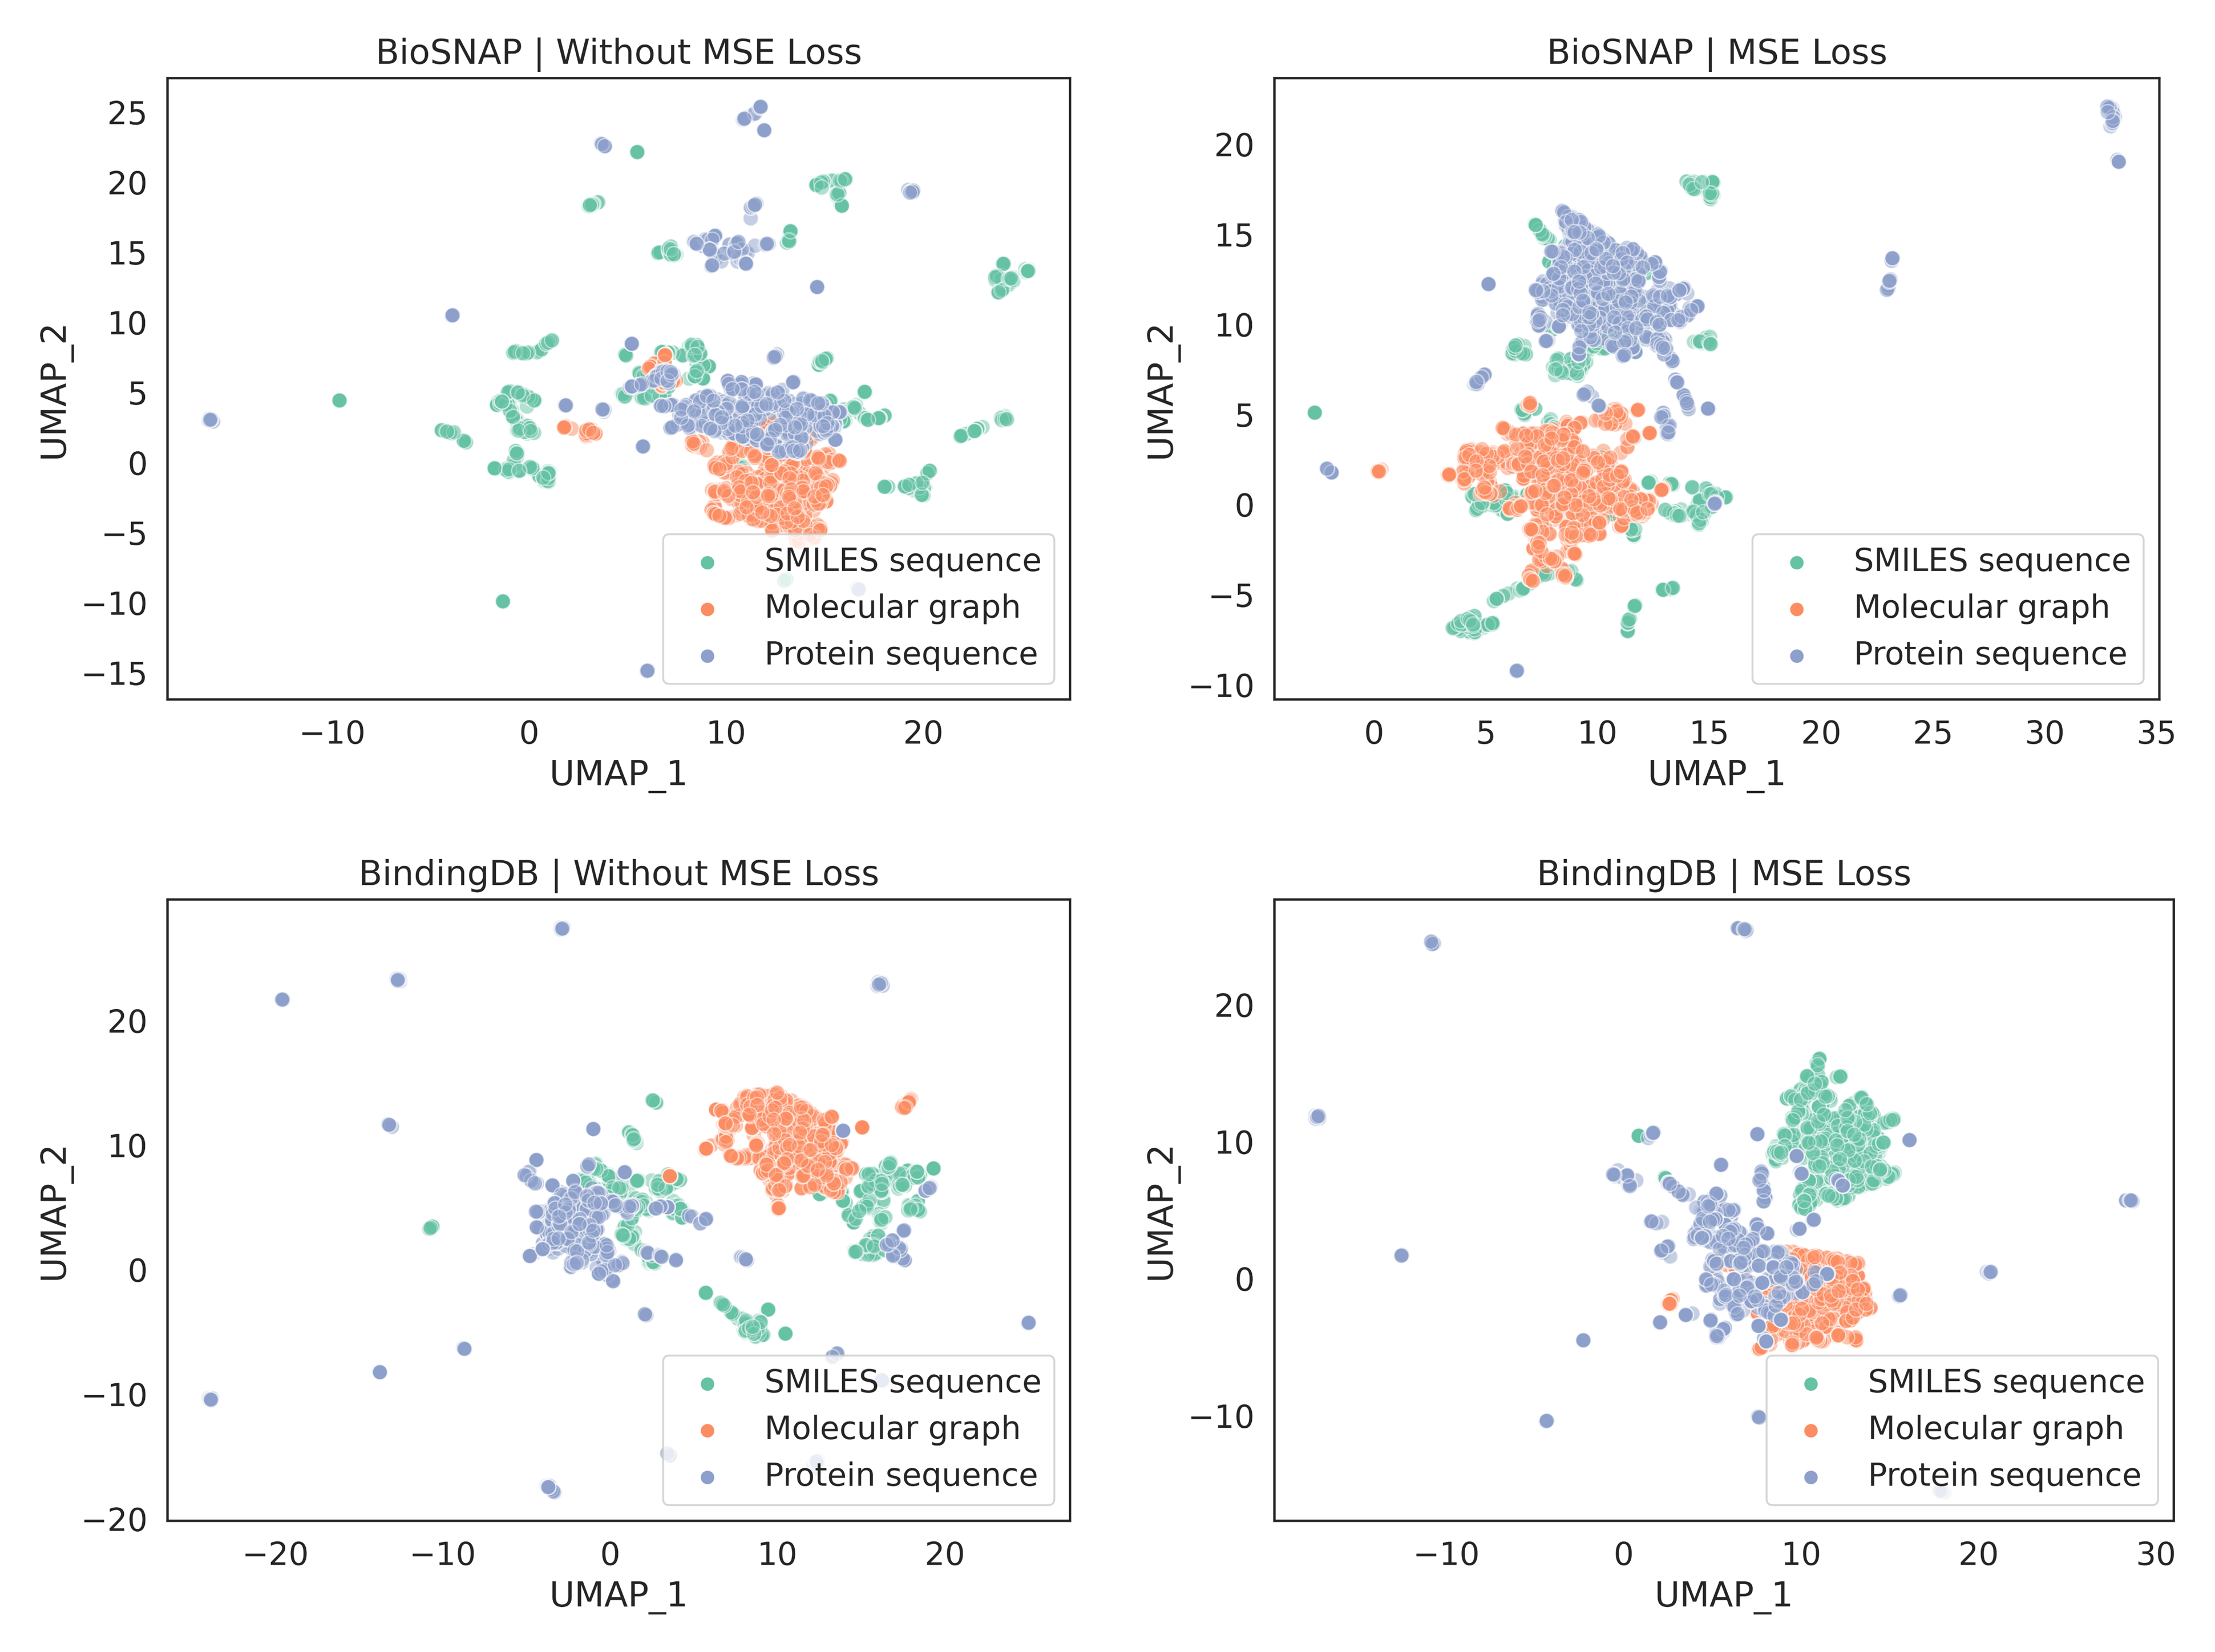 BioSNAP | Without MSE Loss
25
20
15
10
5
0
−5
−10
−15
UMAP_2
−10
0
10
20
UMAP_1
SMILES sequence
Molecular graph
Protein sequence
BioSNAP | MSE Loss
20
15
10
5
0
−5
−10
UMAP_2
0
5
10
15
20
25
30
35
UMAP_1
SMILES sequence
Molecular graph
Protein sequence
BindingDB | Without MSE Loss
20
10
0
−10
−20
UMAP_2
−20
−10
0
10
20
UMAP_1
SMILES sequence
Molecular graph
Protein sequence
BindingDB | MSE Loss
20
10
0
−10
UMAP_2
−10
0
10
20
30
UMAP_1
SMILES sequence
Molecular graph
Protein sequence